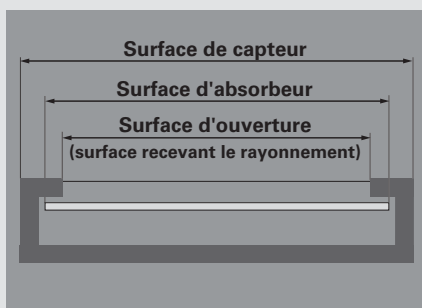 Surface de capteur
Surface d'absorbeur
Surface d'ouverture
(surface recevant le rayonnement)